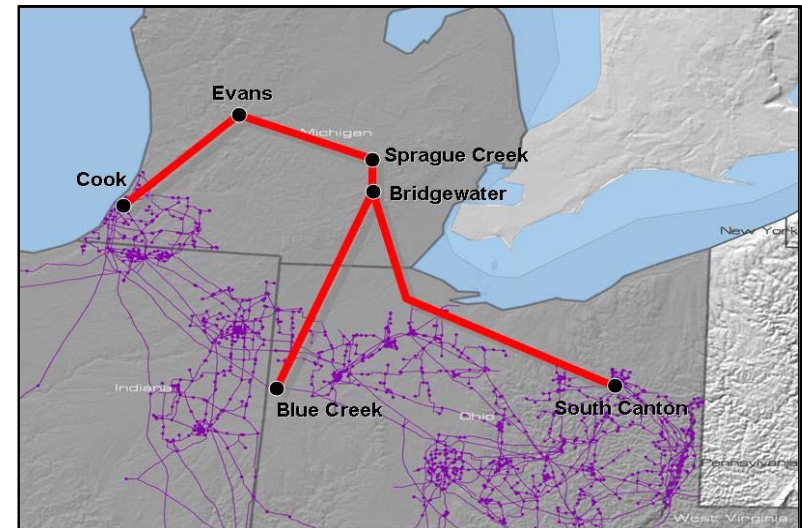 Evans
Michigan
Sprague Creek
Cook
Bridgewater
New York
Indiana
Blue Creek
Ohio
South Canton
Pennsylvania
West Virginia